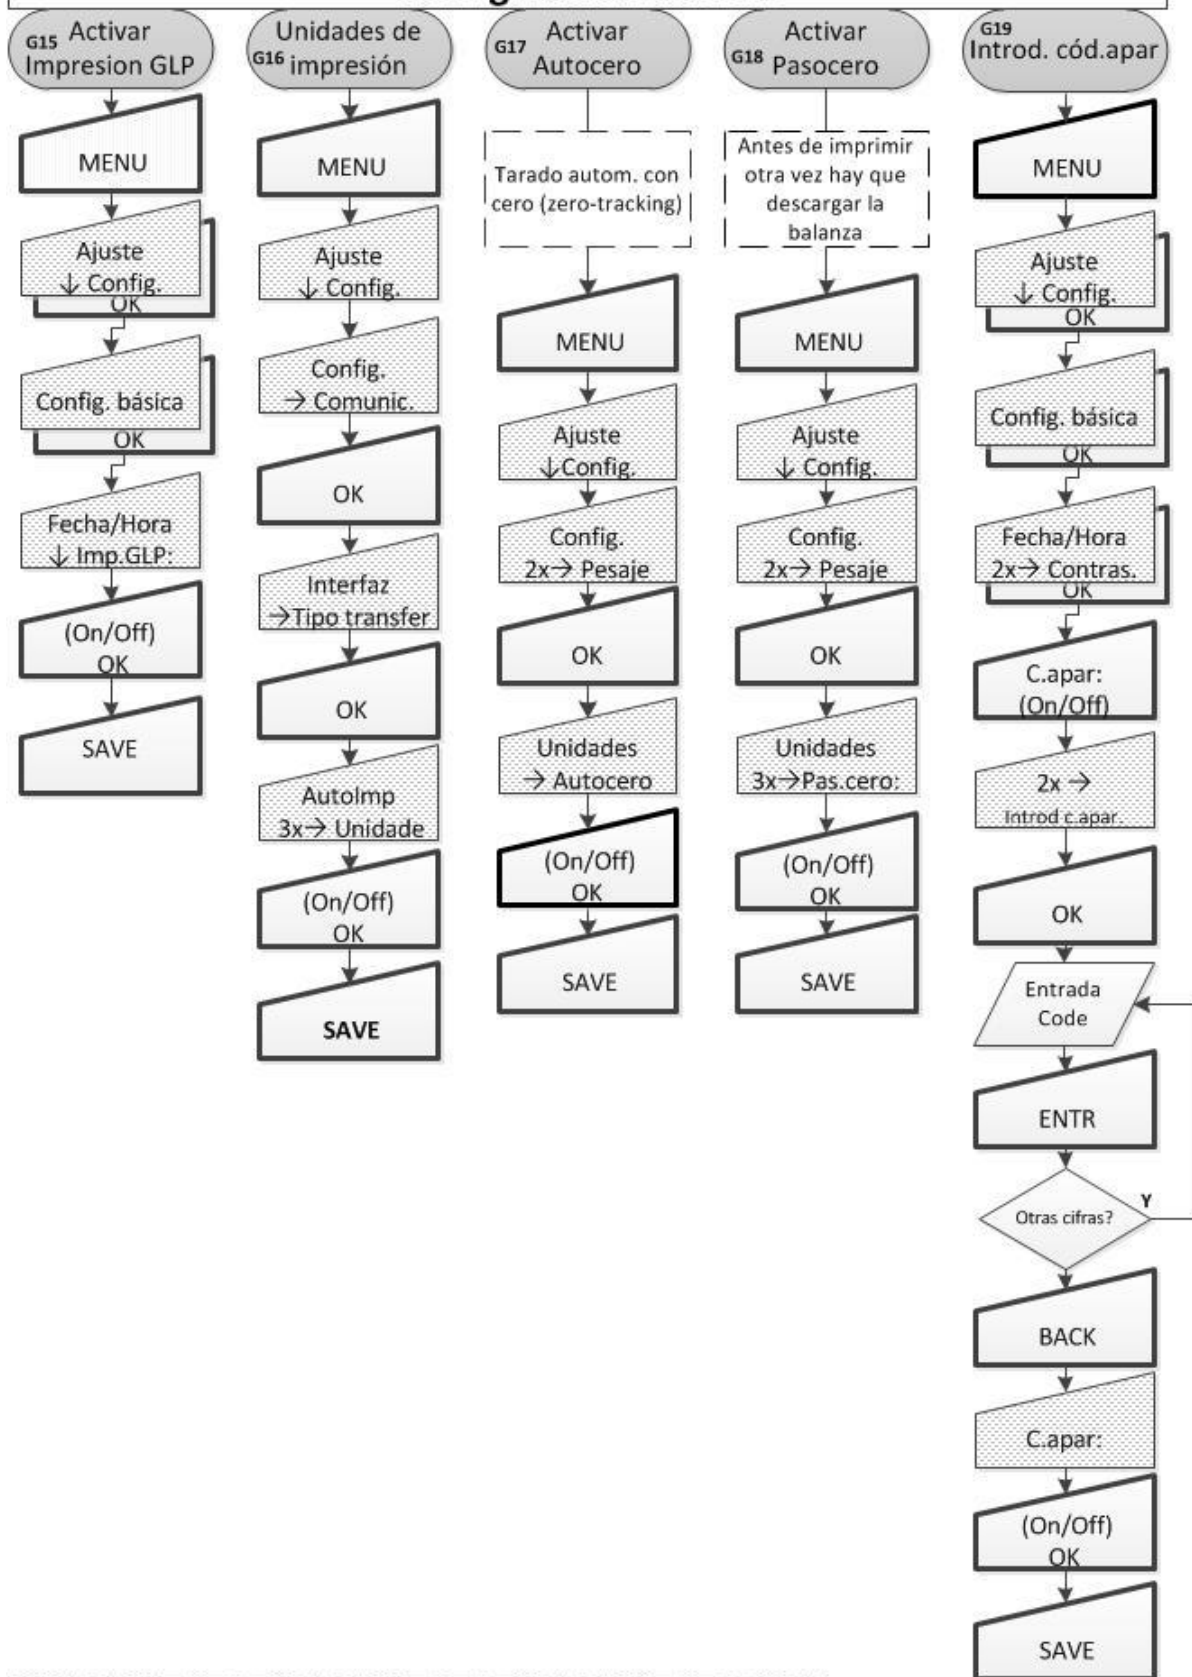 G15 Activar
Impresion GLP
MENU
Ajuste
↓ Config.
OK
Config. básica
OK
Fecha/Hora
↓ Imp.GLP:
(On/Off)
OK
SAVE
Unidades de
G16 impresión
MENU
Ajuste
↓ Config.
Config.
→ Comunic.
OK
Interfaz
→Tipo transfer
OK
AutoImp
3x→ Unidade
(On/Off)
OK
SAVE
Activar
G17 Autocero
Tarado autom. con
cero (zero-tracking)
MENU
Ajuste
↓Config.
Config.
2x→ Pesaje
OK
Unidades
→ Autocero
(On/Off)
OK
SAVE
Activar
G18 Pasocero
Antes de imprimir
otra vez hay que
descargar la
balanza
MENU
Ajuste
↓ Config.
Config.
2x→ Pesaje
OK
Unidades
3x→Pas.cero:
(On/Off)
OK
SAVE
G19
Introd. cód.apar
MENU
Ajuste
↓ Config.
OK
Config. básica
OK
Fecha/Hora
2x→ Contras.
OK
C.apar:
(On/Off)
2x →
Introd c.apar.
OK
Entrada
Code
ENTR
Otras cifras?
Y
BACK
C.apar:
(On/Off)
OK
SAVE